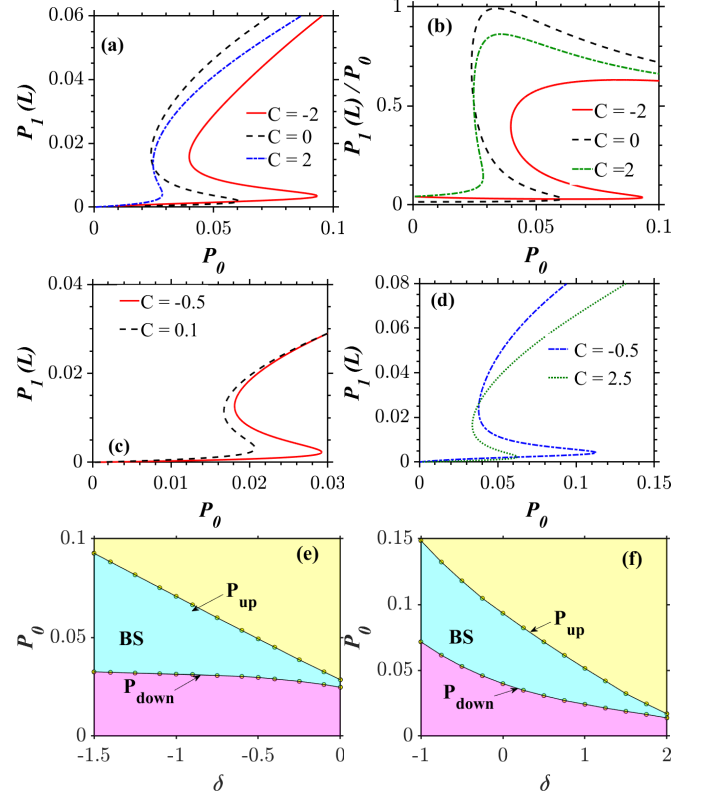 (a)
P₁ (L)
0.06
0.04
0.02
0
C = -2
C = 0
C = 2
0
0.05
0.1
P₀
(b)
P₁ (L) / P₀
1
0.5
0
C = -2
C = 0
C =2
0
0.05
0.1
P₀
(c)
P₁ (L)
0.04
0.02
0
C = -0.5
C = 0.1
0
0.01
0.02
0.03
P₀
(d)
P₁ (L)
0.08
0.06
0.04
0.02
0
C = -0.5
C = 2.5
0
0.05
0.1
0.15
P₀
(e)
P₀
0.1
0.05
0
P_up
BS
P_down
-1.5
-1
-0.5
0
δ
(f)
P₀
0.15
0.1
0.05
0
P_up
BS
P_down
-1
0
1
2
δ